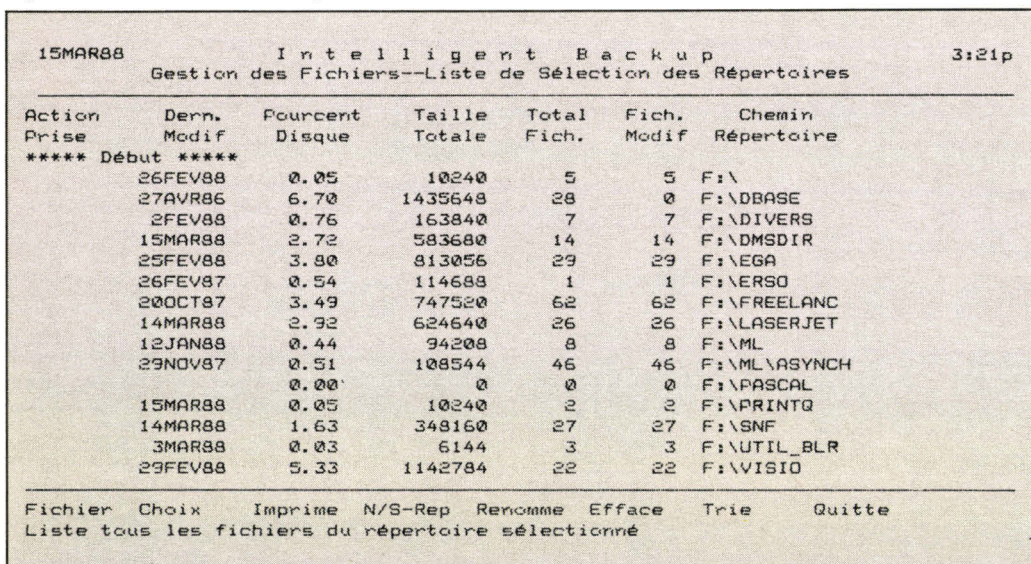 15MAR88 I n t e l l i g e n t B a c k u p 3:21p
Gestion des Fichiers--Liste de Sélection des Répertoires
Action Dern. Pourcent Taille Total Fich. Chemin
Prise Modif Disque Totale Fich. Modif Répertoire
***** Début *****
26FEV88 0.05 10240 5 5 F:\
27AVR86 6.70 1435648 28 0 F:\DBASE
2FEV88 0.76 163840 7 7 F:\DIVERS
15MAR88 2.72 583680 14 14 F:\DMSDIR
25FEV88 3.80 813056 29 29 F:\EGA
26FEV87 0.54 114688 1 1 F:\ERSO
20OCT87 3.49 747520 62 62 F:\FREELANC
14MAR88 2.92 624640 26 26 F:\LASERJET
12JAN88 0.44 94208 8 8 F:\ML
29NOV87 0.51 108544 46 46 F:\ML\ASYNCH
0.00 0 0 0 F:\PASCAL
15MAR88 0.05 10240 2 2 F:\PRINTQ
14MAR88 1.63 348160 27 27 F:\SNF
3MAR88 0.03 6144 3 3 F:\UTIL_BLR
29FEV88 5.33 1142784 22 22 F:\VISIO
Fichier Choix Imprime N/S-Rep Renomme Efface Trie Quitte
Liste tous les fichiers du répertoire sélectionné